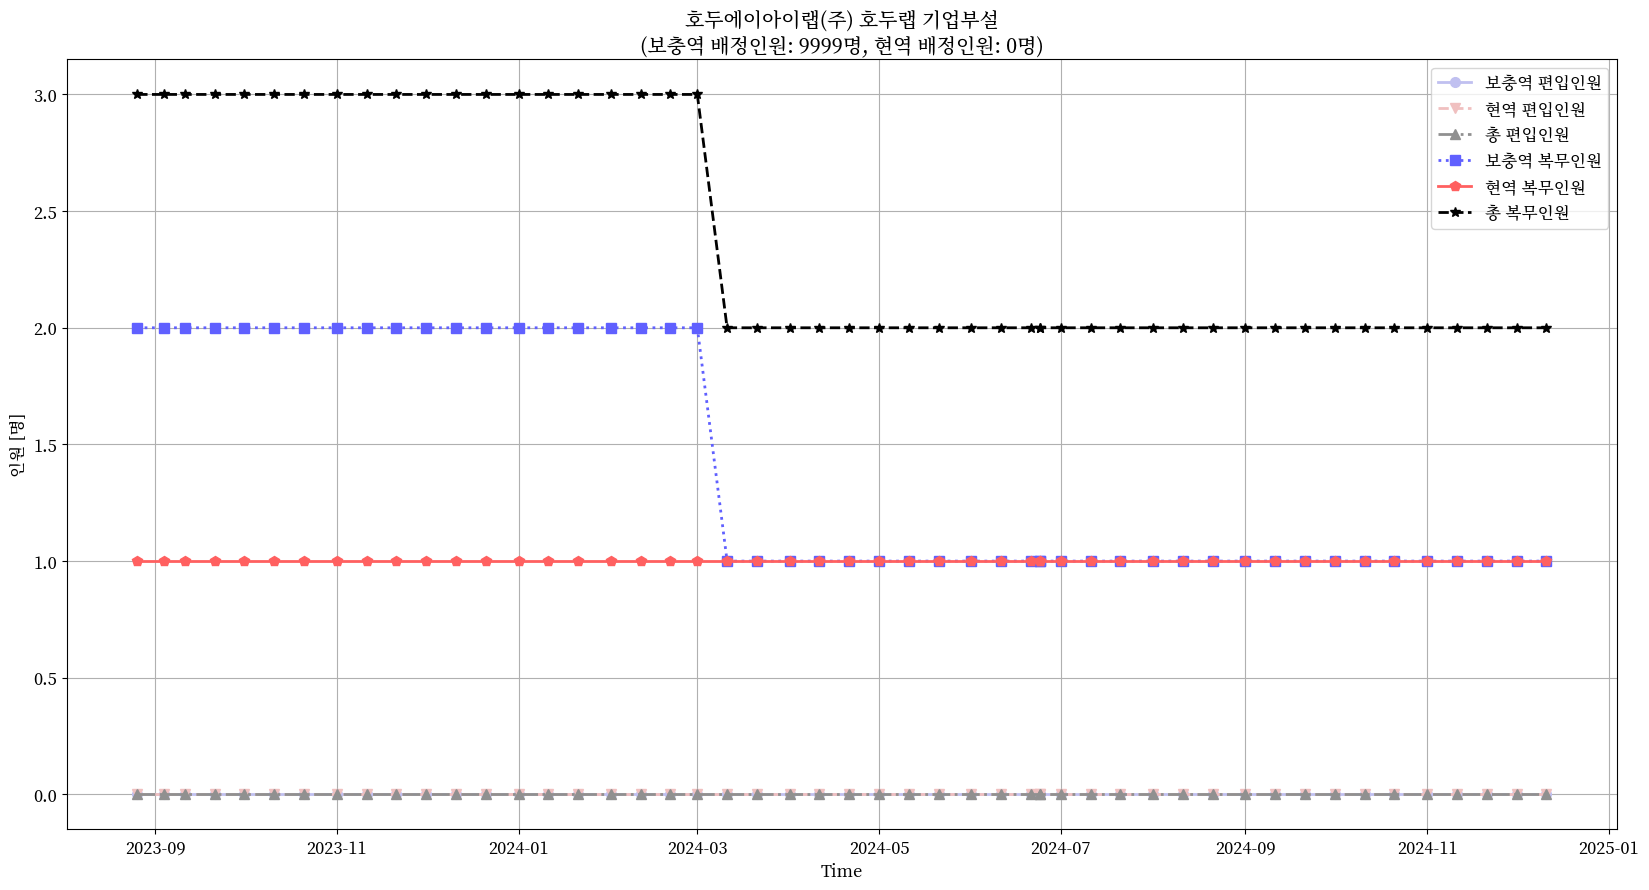 호두에이아이랩(주) 호두랩 기업부설
(보충역 배정인원: 9999명, 현역 배정인원: 0명)
보충역 편입인원
현역 편입인원
총 편입인원
보충역 복무인원
현역 복무인원
총 복무인원
인원 [명]
3.0
2.5
2.0
1.5
1.0
0.5
0.0
2023-09 2023-11 2024-01 2024-03 2024-05 2024-07 2024-09 2024-11 2025-01
Time